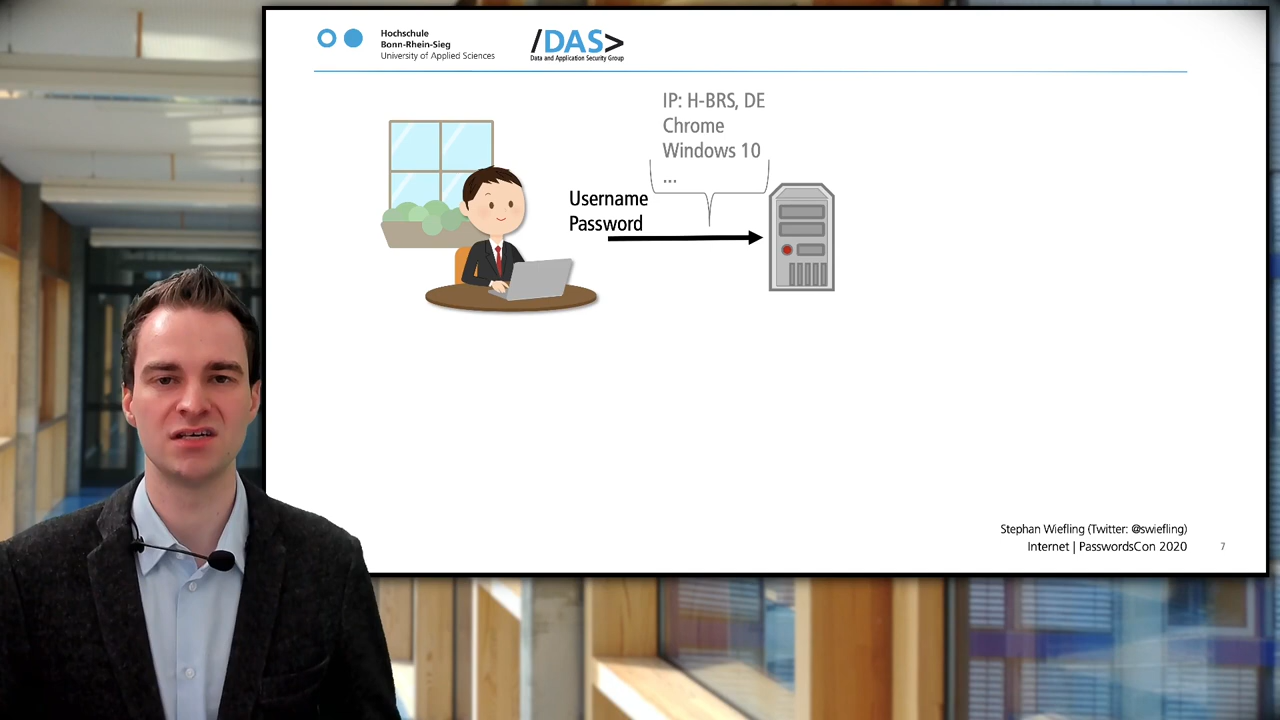 Hochschule
Bonn-Rhein-Sieg
University of Applied Sciences
/DAS>
Data and Application Security Group
IP: H-BRS, DE
Chrome
Windows 10
...
Username
Password
Stephan Wiefling (Twitter: @swiefling)
Internet | PasswordsCon 2020
7